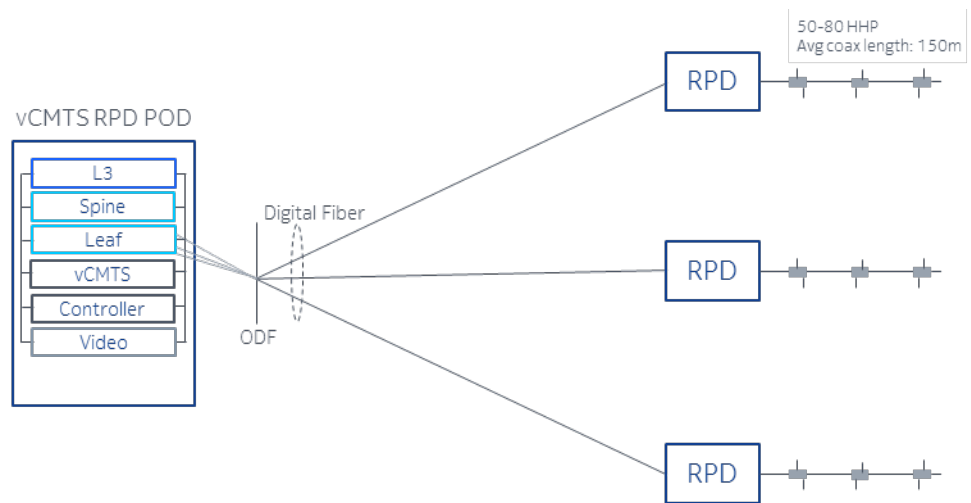 50-80 HHP
Avg coax length: 150m
RPD
vCMTS RPD POD
L3
Spine
Leaf
vCMTS
Controller
Video
Digital Fiber
ODF
RPD
RPD